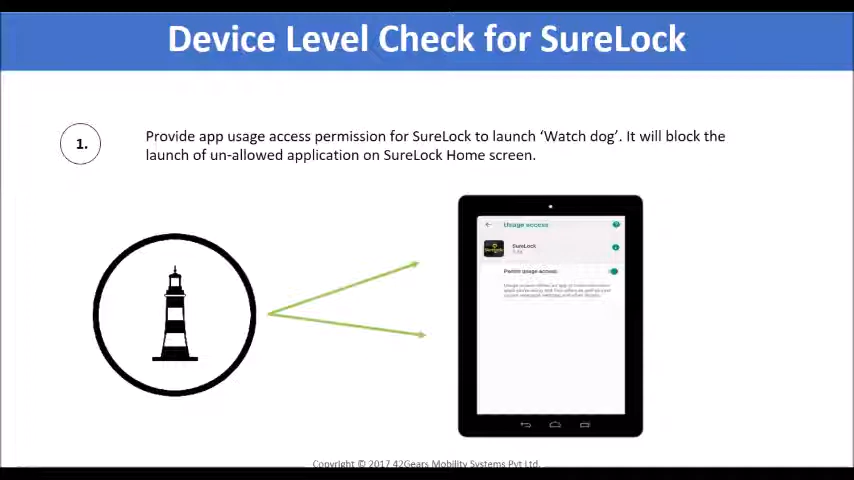 Device Level Check for SureLock
1.
Provide app usage access permission for SureLock to launch ‘Watch dog’. It will block the
launch of un-allowed application on SureLock Home screen.
Usage access
SureLock
Permit usage access
Copyright © 2017 42Gears Mobility Systems Pvt Ltd.